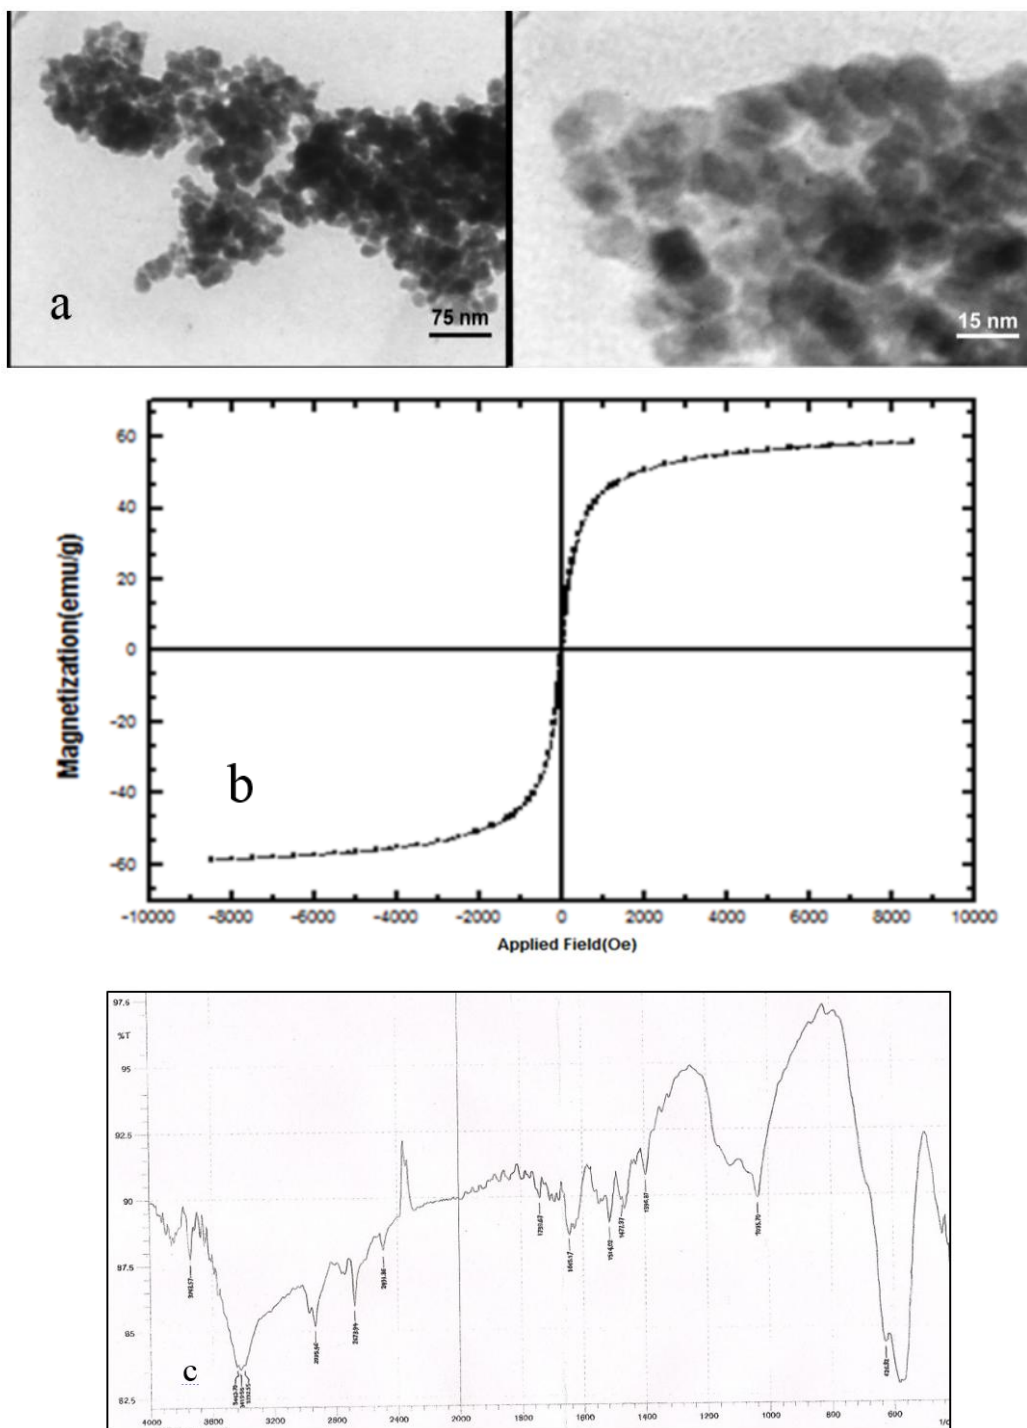 a
75 nm
15 nm
Magnetization(emu/g)
60
40
20
0
-20
-40
-60
b
-10000 -8000 -6000 -4000 -2000 0 2000 4000 6000 8000 10000
Applied Field(Oe)
97.5
%T
95
92.5
90
87.5
85
82.5
c
4000 3600 3200 2800 2400 2000 1800 1600 1400 1200 1000 800 600